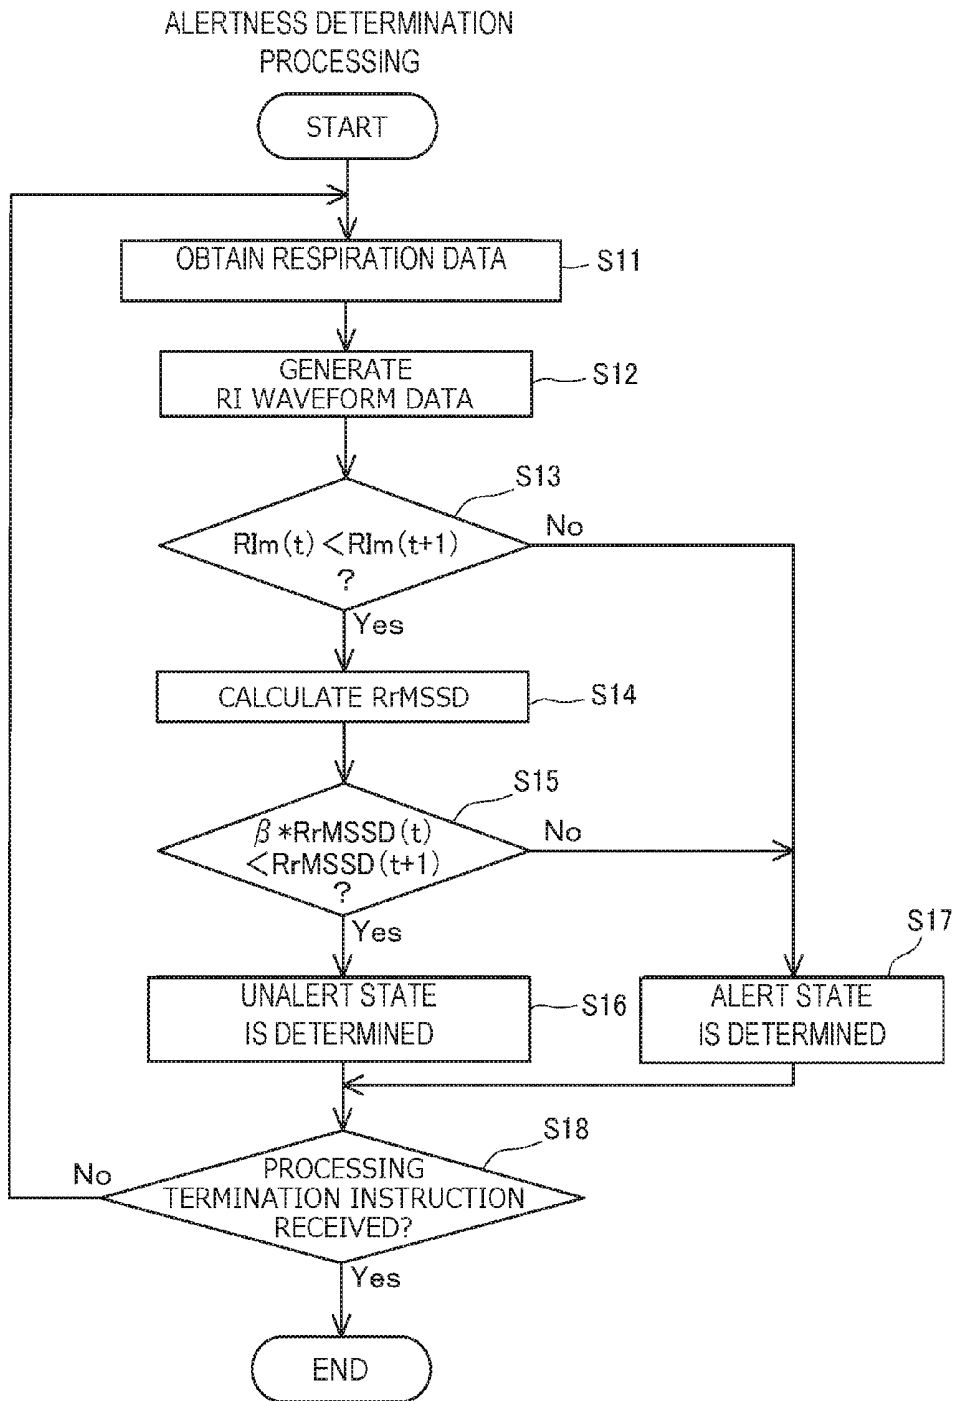 ALERTNESS DETERMINATION
PROCESSING
START
OBTAIN RESPIRATION DATA
S11
GENERATE
RI WAVEFORM DATA
S12
S13
RIm(t) <RIm(t+1)
?
No
Yes
CALCULATE RrMSSD
S14
S15
β*RrMSSD(t)
<RrMSSD(t+1)
?
No
Yes
UNALERT STATE
IS DETERMINED
S16
S17
ALERT STATE
IS DETERMINED
S18
PROCESSING
TERMINATION INSTRUCTION
RECEIVED?
No
Yes
END